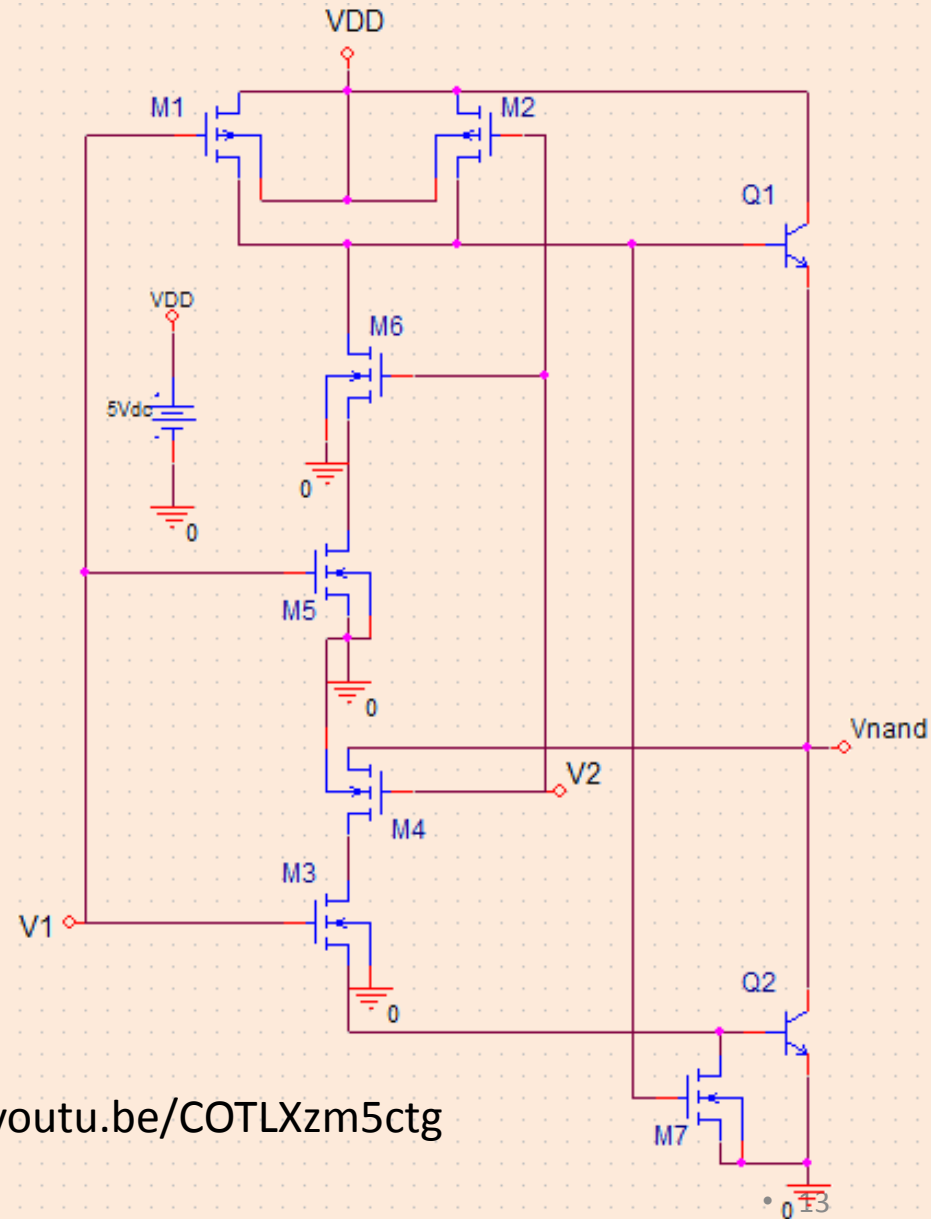 VDD
M1
M2
Q1
VDD
M6
5Vdc
0
0
M5
0
Vnand
V2
M4
M3
V1
Q2
0
youtu.be/COTLXzm5ctg
M7
0
• 13